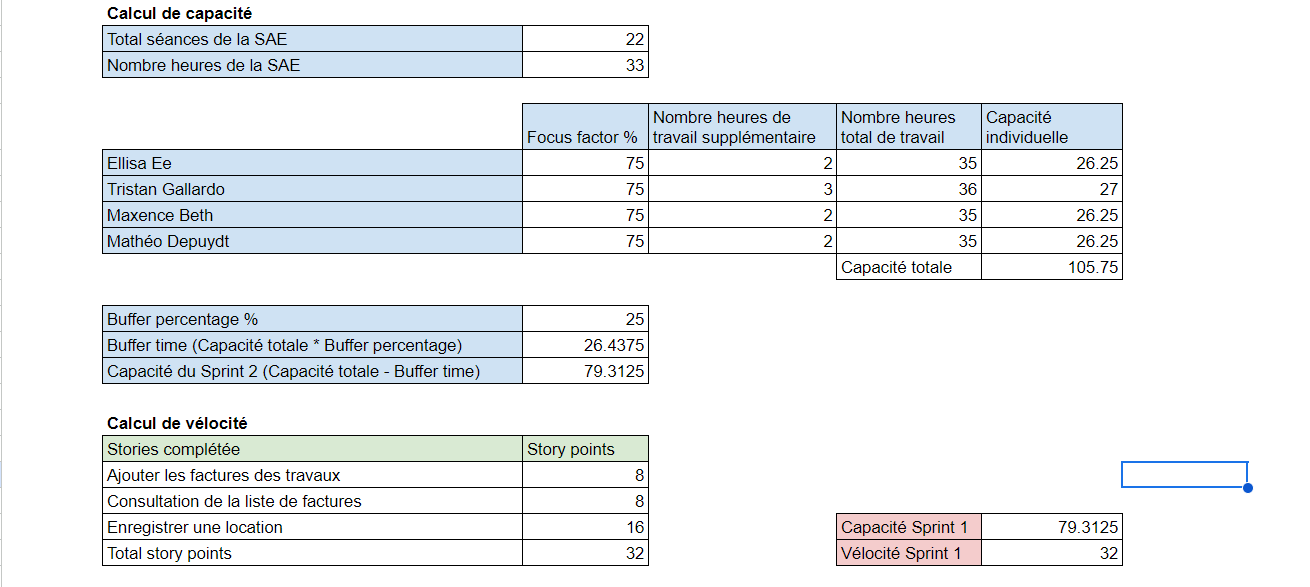 Calcul de capacité
Total séances de la SAE 22
Nombre heures de la SAE 33
Focus factor % Nombre heures de travail supplémentaire Nombre heures total de travail Capacité individuelle
Ellisa Ee 75 2 35 26.25
Tristan Gallardo 75 3 36 27
Maxence Beth 75 2 35 26.25
Mathéo Depuydt 75 2 35 26.25
Capacité totale 105.75
Buffer percentage % 25
Buffer time (Capacité totale * Buffer percentage) 26.4375
Capacité du Sprint 2 (Capacité totale - Buffer time) 79.3125
Calcul de vélocité
Stories complétée Story points
Ajouter les factures des travaux 8
Consultation de la liste de factures 8
Enregistrer une location 16 Capacité Sprint 1 79.3125
Total story points 32 Vélocité Sprint 1 32